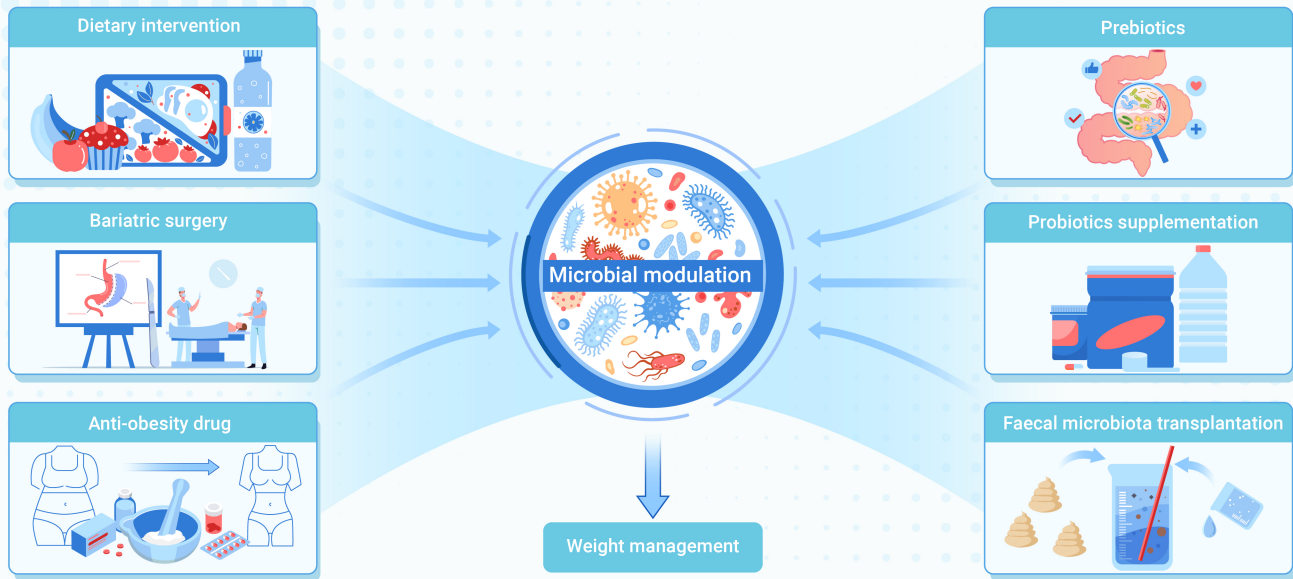 Dietary intervention
Bariatric surgery
Anti-obesity drug
Microbial modulation
Weight management
Prebiotics
Probiotics supplementation
Faecal microbiota transplantation